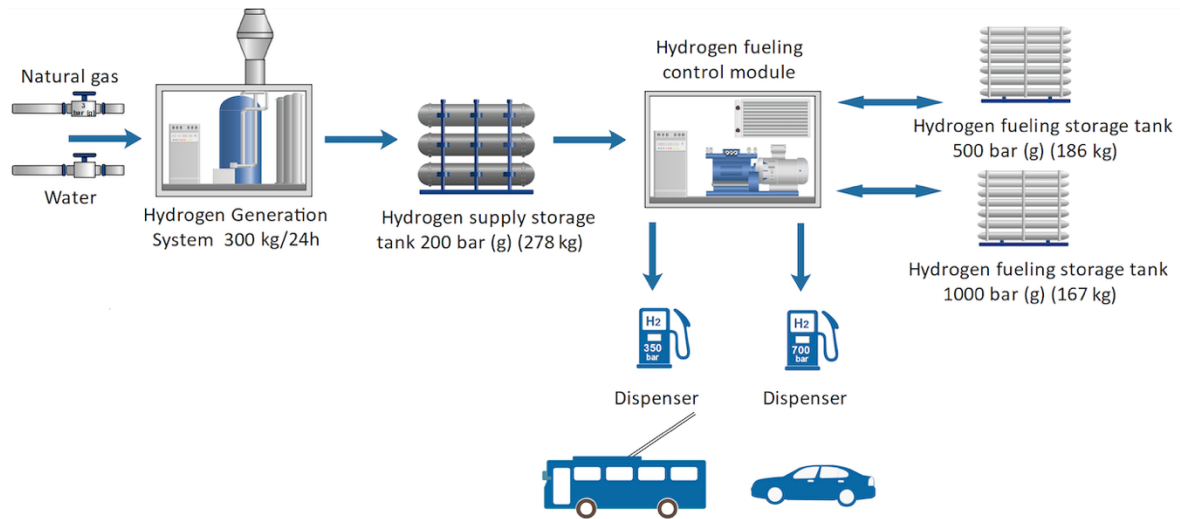 Natural gas
3
bar (g)
Water
Hydrogen Generation
System 300 kg/24h
Hydrogen supply storage
tank 200 bar (g) (278 kg)
Hydrogen fueling
control module
Hydrogen fueling storage tank
500 bar (g) (186 kg)
Hydrogen fueling storage tank
1000 bar (g) (167 kg)
H2
350
bar
Dispenser
H2
700
bar
Dispenser